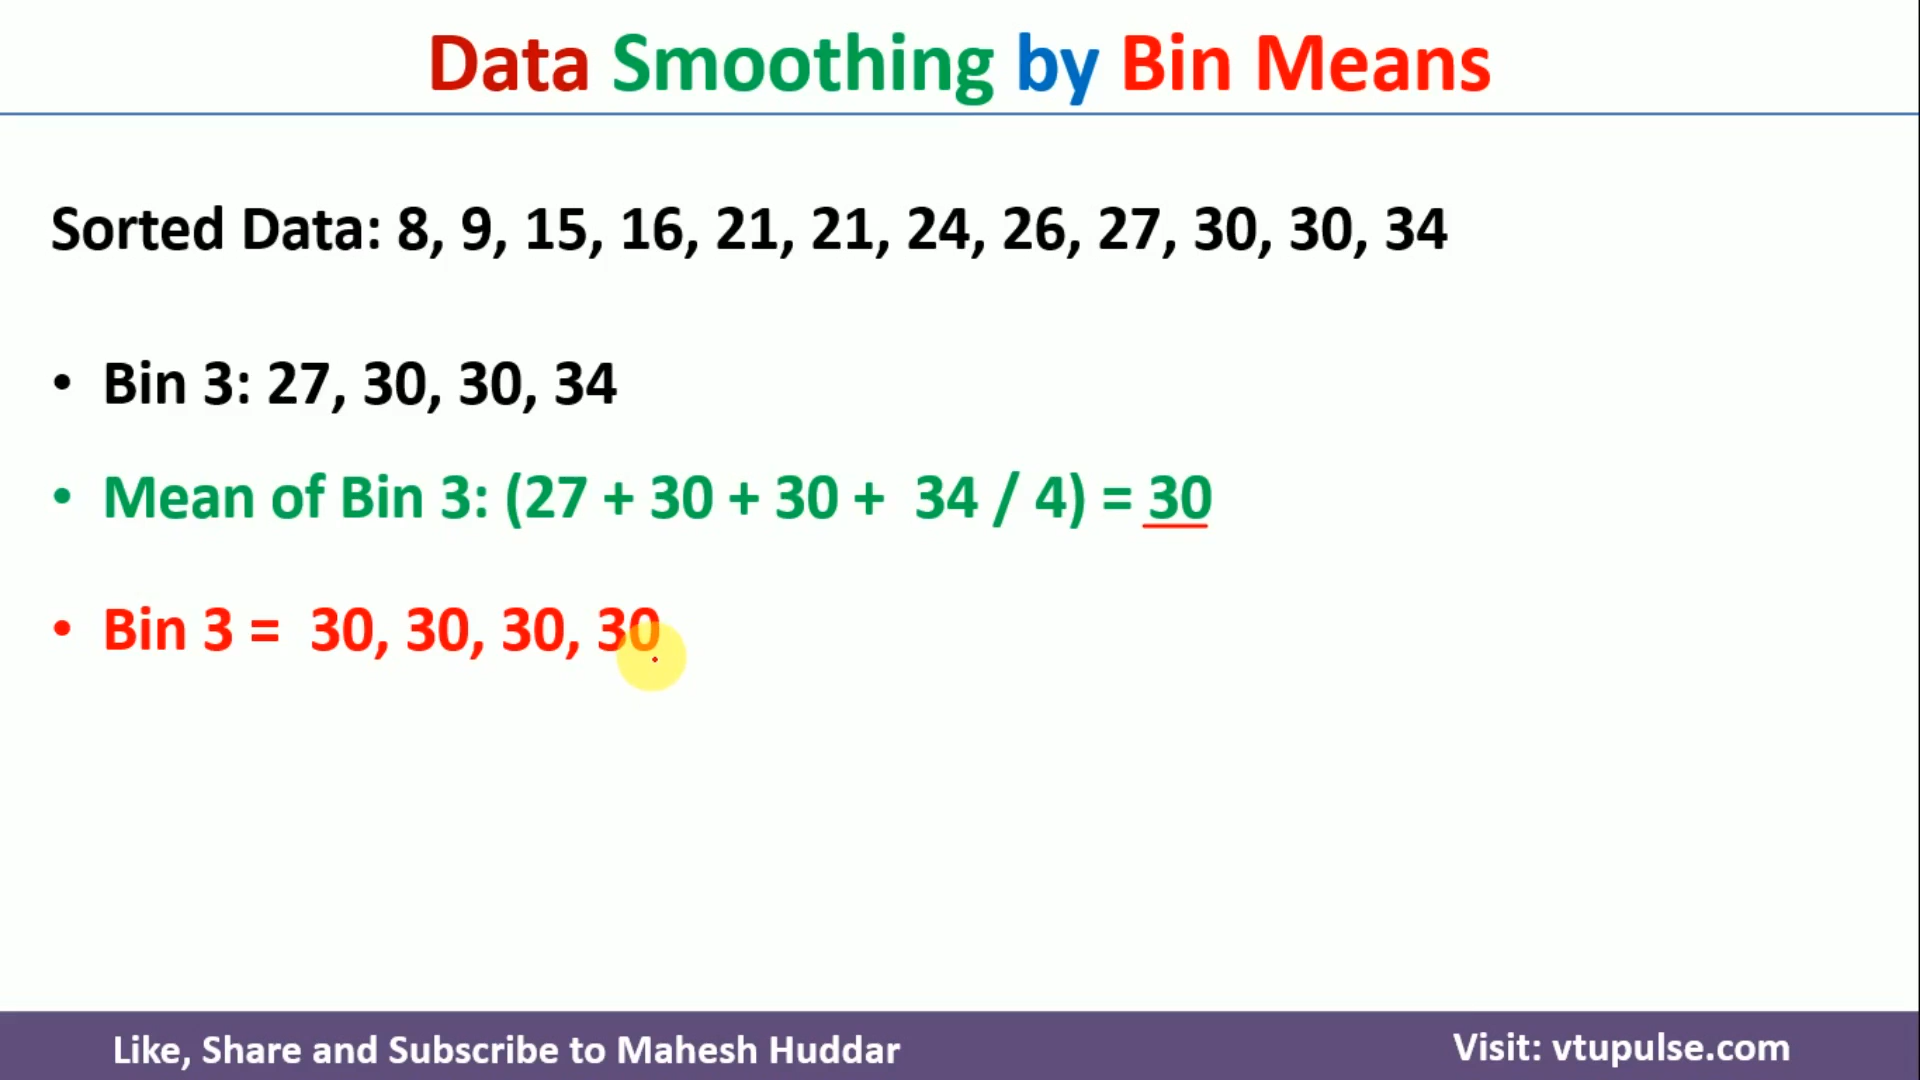 Data Smoothing by Bin Means
Sorted Data: 8, 9, 15, 16, 21, 21, 24, 26, 27, 30, 30, 34
• Bin 3: 27, 30, 30, 34
• Mean of Bin 3: (27 + 30 + 30 + 34 / 4) = 30
• Bin 3 = 30, 30, 30, 30
Like, Share and Subscribe to Mahesh Huddar
Visit: vtupulse.com